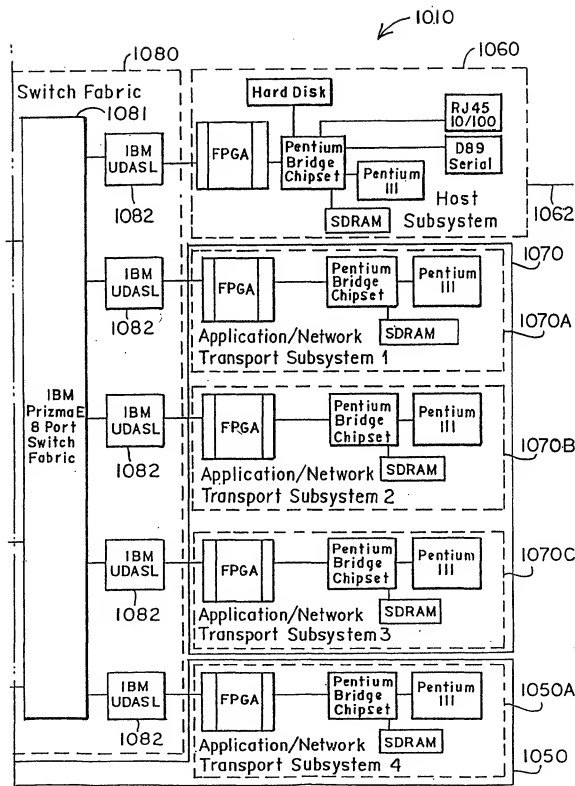 1010
1080
1060
Switch Fabric
1081
Hard Disk
RJ45
10/100
IBM
UDASL
FPGA
Pentium
Bridge
Chipset
D89
Serial
Pentium
III
1082
Host
Subsystem
SDRAM
1062
1070
IBM
UDASL
FPGA
Pentium
Bridge
Chipset
Pentium
III
1082
SDRAM
1070A
Application/Network
Transport Subsystem 1
IBM
PrizmaE
8 Port
Switch
Fabric
IBM
UDASL
FPGA
Pentium
Bridge
Chipset
Pentium
III
1082
SDRAM
1070B
Application/Network
Transport Subsystem 2
IBM
UDASL
FPGA
Pentium
Bridge
Chipset
Pentium
III
1070C
1082
SDRAM
Application/Network
Transport Subsystem 3
IBM
UDASL
FPGA
Pentium
Bridge
Chipset
Pentium
III
1050A
1082
SDRAM
Application/Network
Transport Subsystem 4
1050